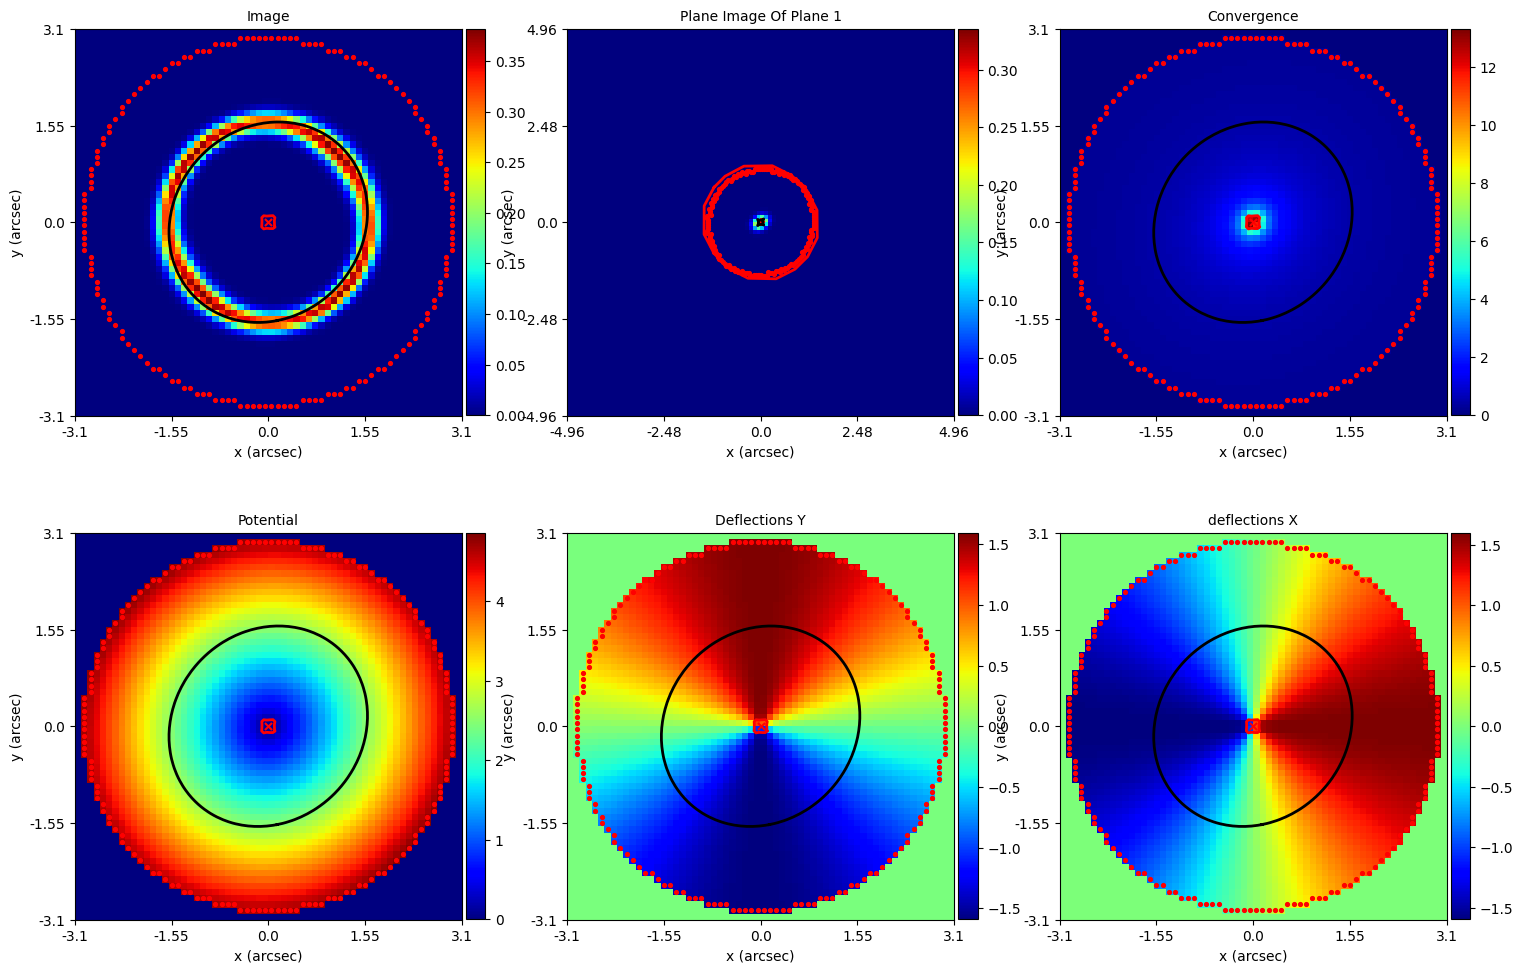 Image
3.1
1.55
0.0
-1.55
-3.1
y (arcsec)
-3.1 -1.55 0.0 1.55 3.1
x (arcsec)
0.35
0.30
0.25
0.20
0.15
0.10
0.05
0.00
Plane Image Of Plane 1
4.96
2.48
0.0
-2.48
-4.96
y (arcsec)
-4.96 -2.48 0.0 2.48 4.96
x (arcsec)
0.30
0.25
0.20
0.15
0.10
0.05
0.00
Convergence
3.1
1.55
0.0
-1.55
-3.1
y (arcsec)
-3.1 -1.55 0.0 1.55 3.1
x (arcsec)
12
10
8
6
4
2
0
Potential
3.1
1.55
0.0
-1.55
-3.1
y (arcsec)
-3.1 -1.55 0.0 1.55 3.1
x (arcsec)
4
3
2
1
0
Deflections Y
3.1
1.55
0.0
-1.55
-3.1
y (arcsec)
-3.1 -1.55 0.0 1.55 3.1
x (arcsec)
1.5
1.0
0.5
0.0
−0.5
−1.0
−1.5
deflections X
3.1
1.55
0.0
-1.55
-3.1
y (arcsec)
-3.1 -1.55 0.0 1.55 3.1
x (arcsec)
1.5
1.0
0.5
0.0
−0.5
−1.0
−1.5